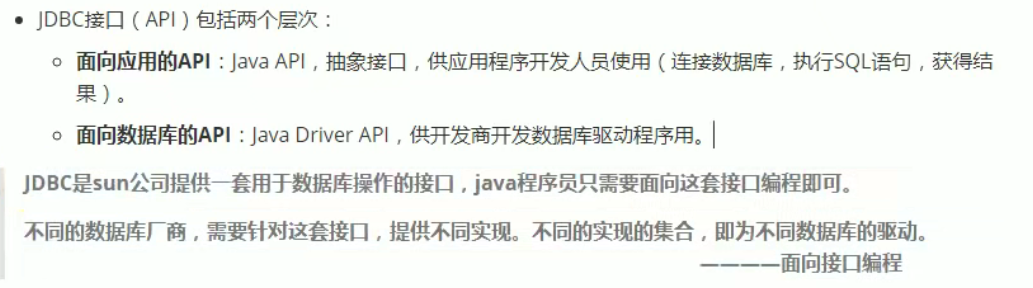 JDBC接口（API）包括两个层次：
面向应用的API：Java API，抽象接口，供应用程序开发人员使用（连接数据库，执行SQL语句，获得结
果）。
面向数据库的API：Java Driver API，供开发商开发数据库驱动程序用。
JDBC是sun公司提供一套用于数据库操作的接口，java程序员只需要面向这套接口编程即可。
不同的数据库厂商，需要针对这套接口，提供不同实现。不同的实现的集合，即为不同数据库的驱动。
————面向接口编程